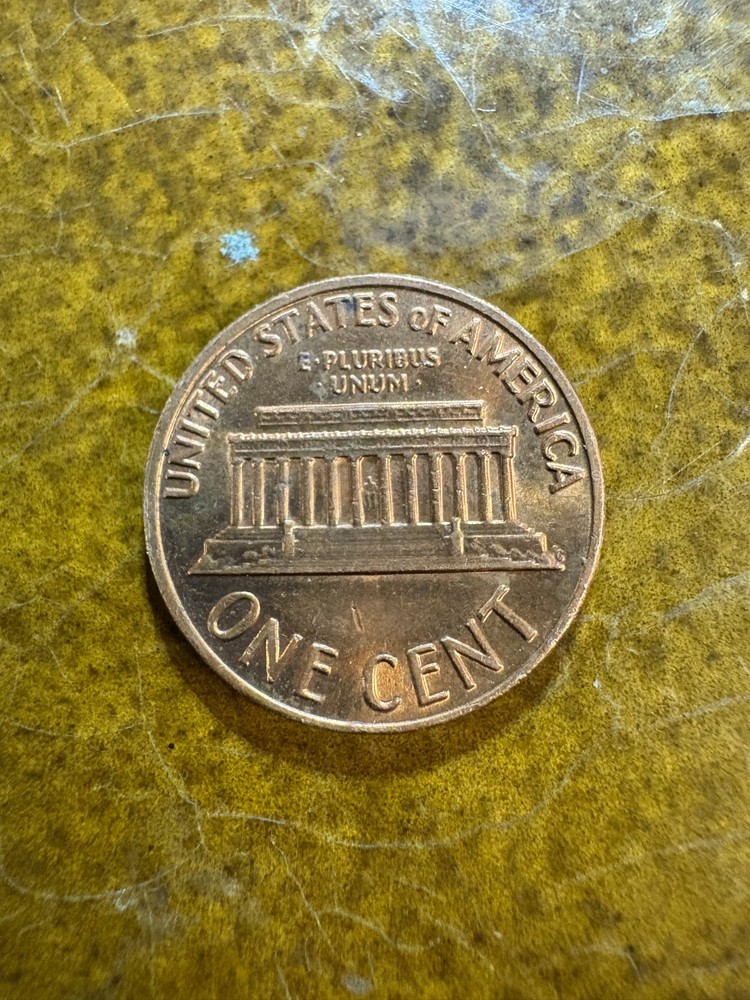 UNITED STATES OF AMERICA
E·PLURIBUS
·UNUM·
ONE CENT